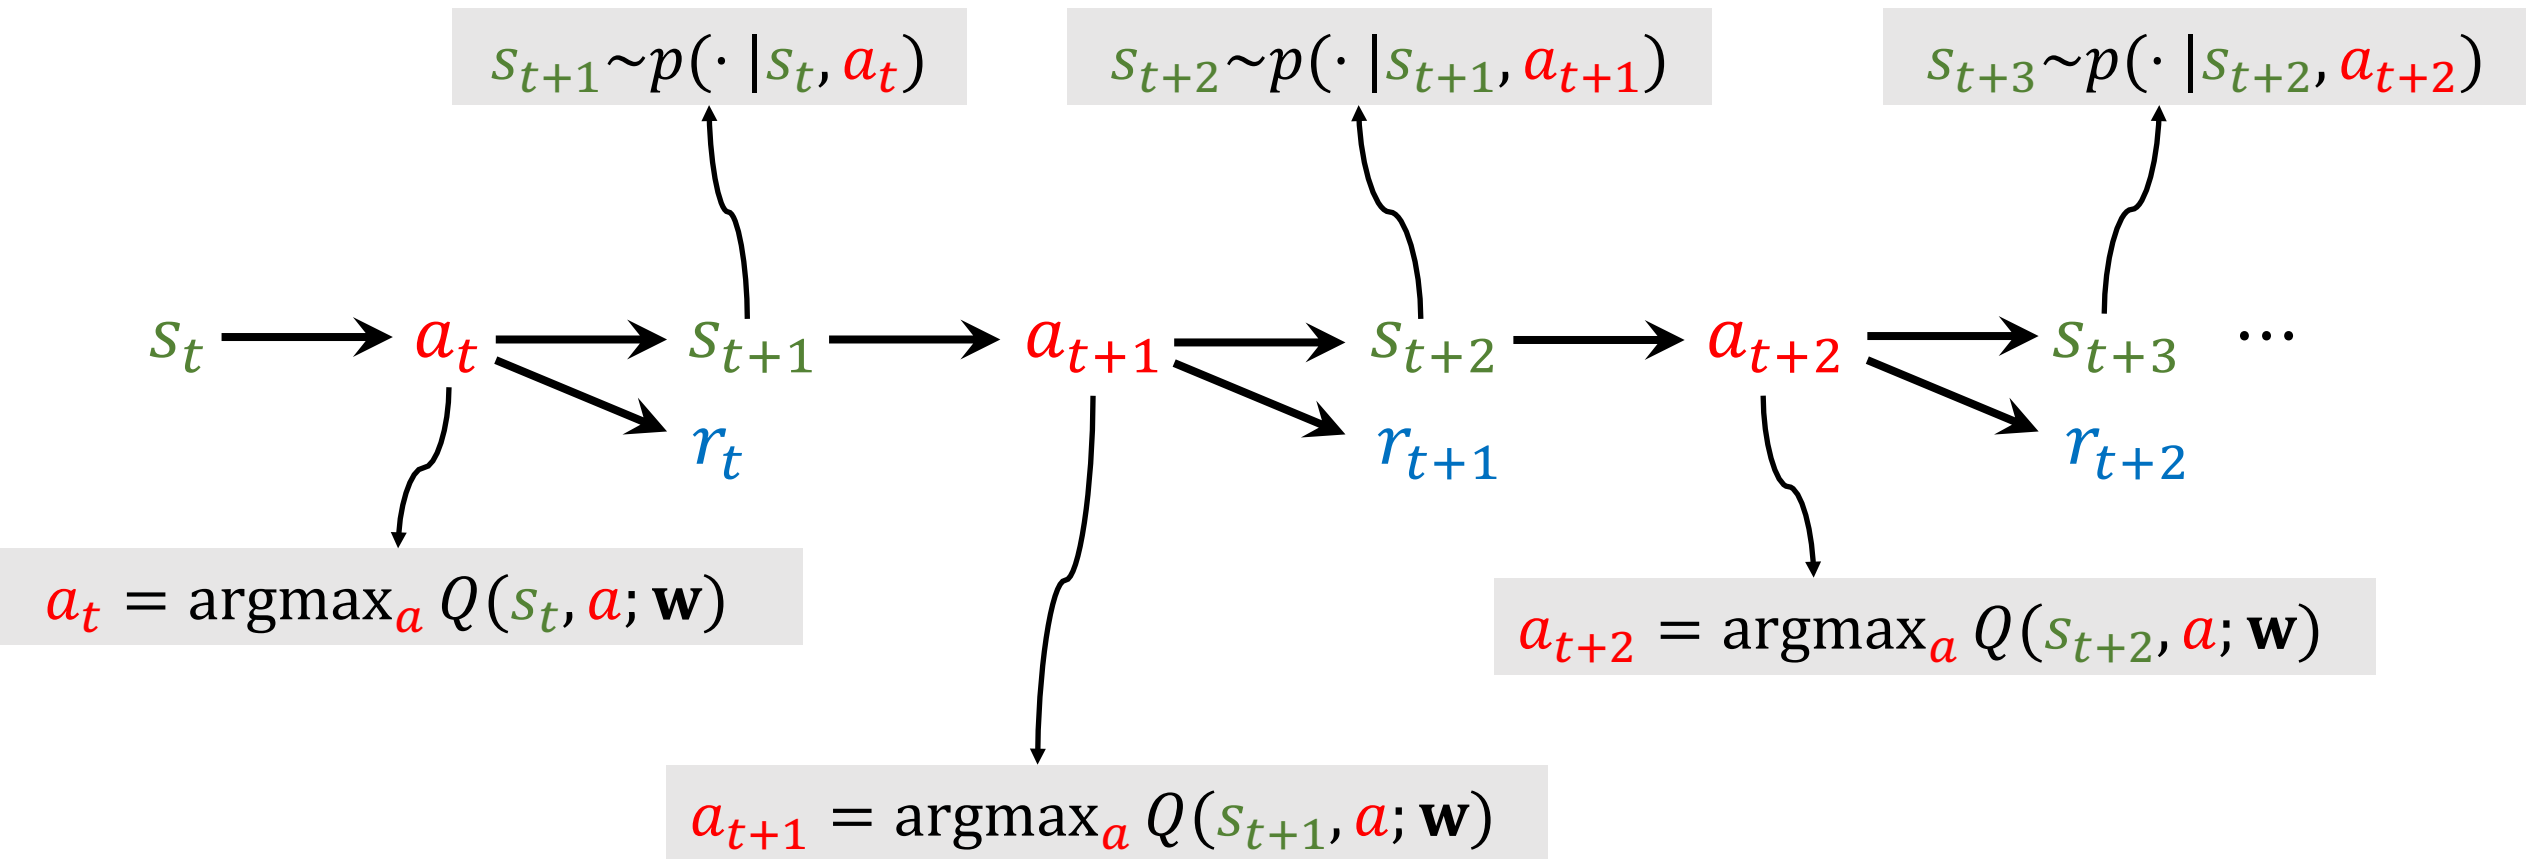 s_{t+1}~p(· |s_t, a_t)
s_{t+2}~p(· |s_{t+1}, a_{t+1})
s_{t+3}~p(· |s_{t+2}, a_{t+2})
s_t
a_t
s_{t+1}
a_{t+1}
s_{t+2}
a_{t+2}
s_{t+3}
⋯
r_t
r_{t+1}
r_{t+2}
a_t = argmax_a Q(s_t, a; w)
a_{t+2} = argmax_a Q(s_{t+2}, a; w)
a_{t+1} = argmax_a Q(s_{t+1}, a; w)